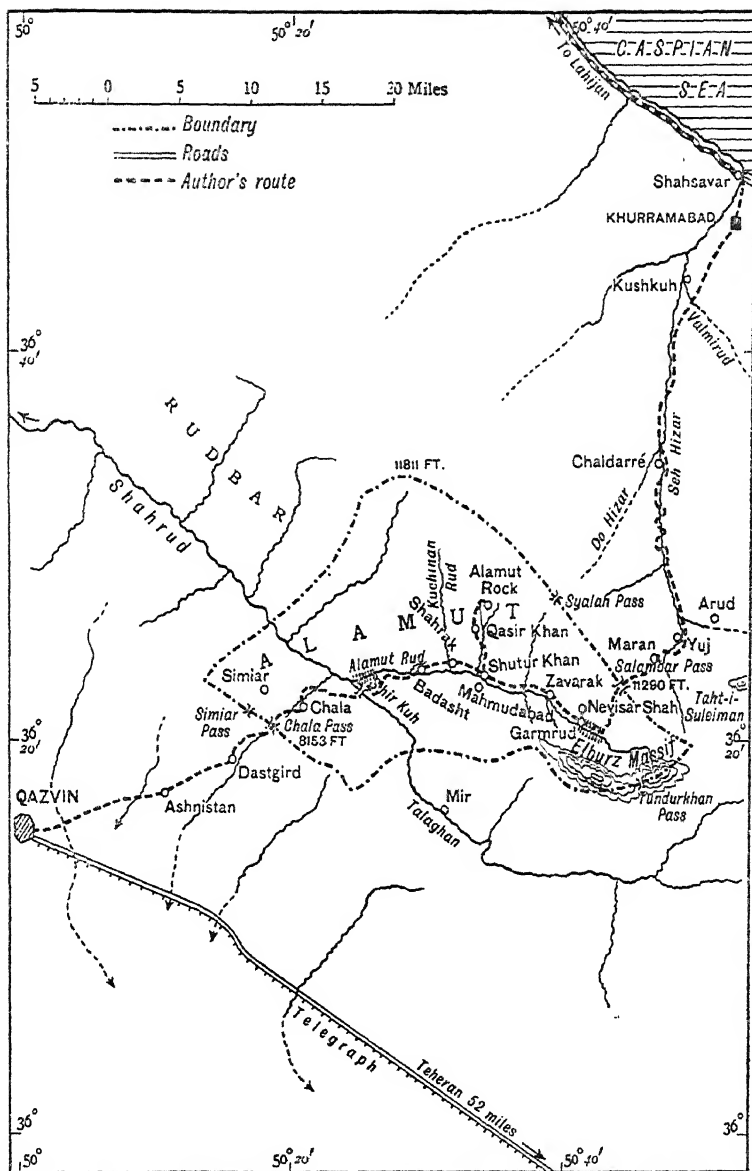 50°
50° 20'
50° 40'
To Lahijan
CASPIAN
SEA
5 0 5 10 15 20 Miles
Boundary
Roads
Author's route
Shahsavar
KHURRAMABAD
Kushkuh
Valmirud
36° 40'
RUDBAR
11811 FT.
Chaldarré
Seh Hizar
Do Hizar
Shahrud
Kuchinan Rud
Alamut Rock
Syalah Pass
Arud
ALAMUT
Shahrak
Qasir Khan
Maran
Yuj
Salambar Pass
Simiar
Alamut Rud
Shutur Khan
Zavarak
11290 FT.
Taht-i-Suleiman
Shir Kuh
Badasht
Mahmudabad
Nevisar Shah
Chala
Simiar Pass
Chala Pass
8153 FT
Garmrud
Elburz Massif
36° 20'
36° 20'
Dastgird
Tundurkhan Pass
QAZVIN
Ashnistan
Mir
Talaghan
Telegraph
Teheran 52 miles
36°
36°
50°
50° 20'
50° 40'